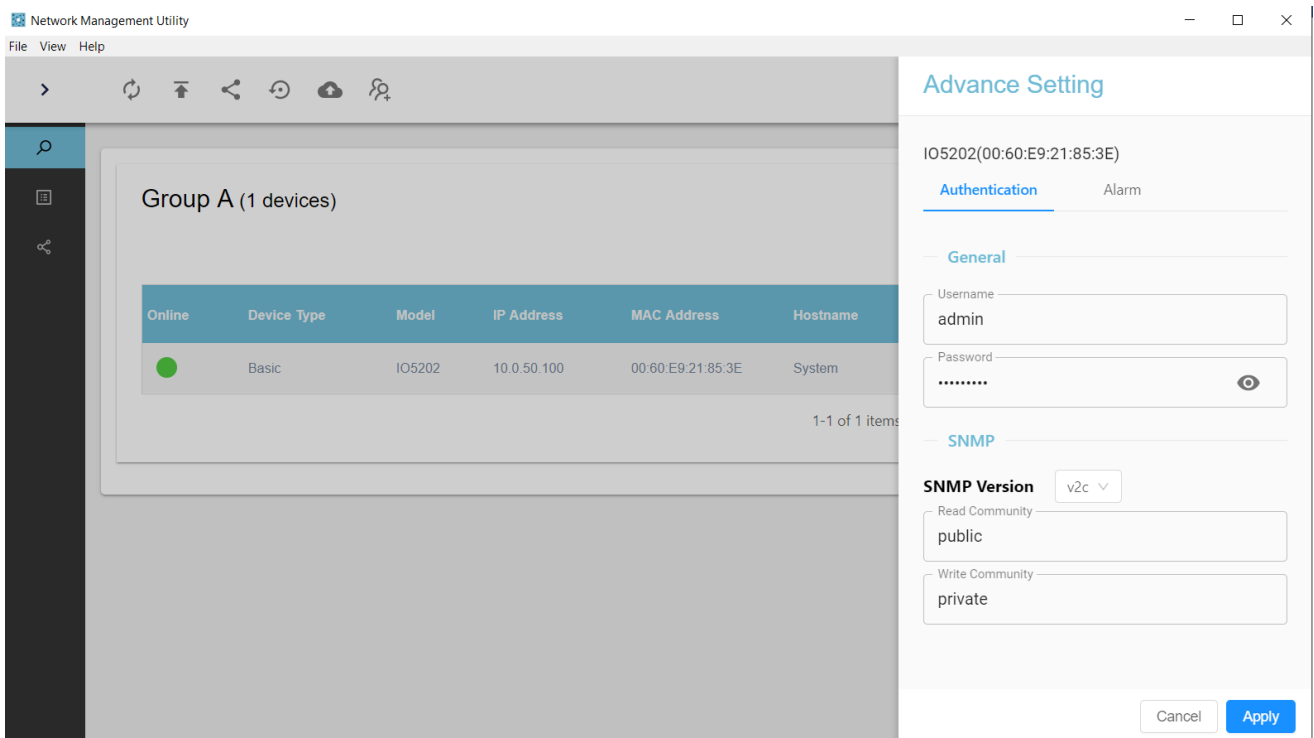 Network Management Utility
File View Help
Advance Setting
IO5202(00:60:E9:21:85:3E)
Authentication Alarm
Group A (1 devices)
General
Username
admin
Online Device Type Model IP Address MAC Address Hostname
Basic IO5202 10.0.50.100 00:60:E9:21:85:3E System
1-1 of 1 items
Password
•••••••••
SNMP
SNMP Version v2c
Read Community
public
Write Community
private
Cancel Apply